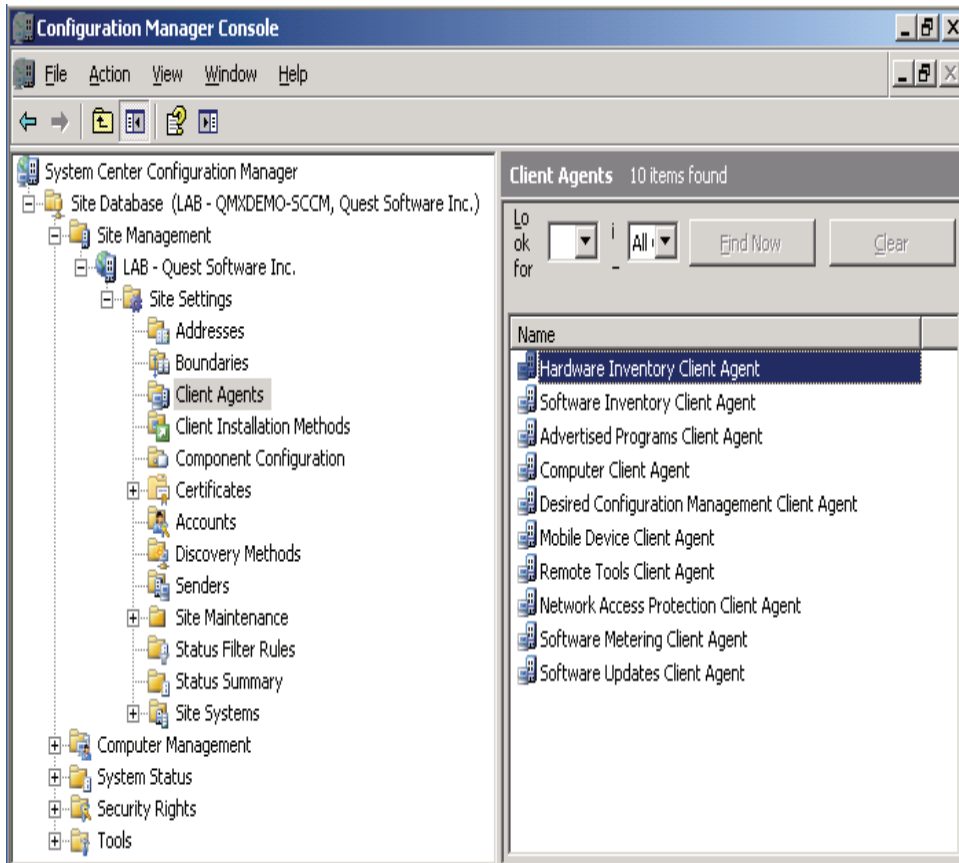 Configuration Manager Console
File Action View Window Help
System Center Configuration Manager
Site Database (LAB - QMXDEMO-SCCM, Quest Software Inc.)
Site Management
LAB - Quest Software Inc.
Site Settings
Addresses
Boundaries
Client Agents
Client Installation Methods
Component Configuration
Certificates
Accounts
Discovery Methods
Senders
Site Maintenance
Status Filter Rules
Status Summary
Site Systems
Computer Management
System Status
Security Rights
Tools
Client Agents 10 items found
Lo
ok
for
i
All
Find Now Clear
Name
Hardware Inventory Client Agent
Software Inventory Client Agent
Advertised Programs Client Agent
Computer Client Agent
Desired Configuration Management Client Agent
Mobile Device Client Agent
Remote Tools Client Agent
Network Access Protection Client Agent
Software Metering Client Agent
Software Updates Client Agent